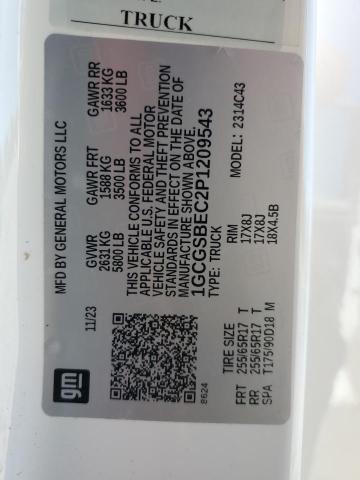 TRUCK
MFD BY GENERAL MOTORS LLC
11/23
GVWR
2631 KG
5800 LB
GAWR FRT
1588 KG
3500 LB
GAWR RR
1633 KG
3600 LB
THIS VEHICLE CONFORMS TO ALL
APPLICABLE U.S. FEDERAL MOTOR
VEHICLE SAFETY AND THEFT PREVENTION
STANDARDS IN EFFECT ON THE DATE OF
MANUFACTURE SHOWN ABOVE.
1GCGSBEC2P1209543
TYPE: TRUCK
MODEL: 2314C43
gm
8624
TIRE SIZE RIM
FRT 255/65R17 T 17X8J
RR 255/65R17 T 17X8J
SPA T175/90D18 M 18X4.5B